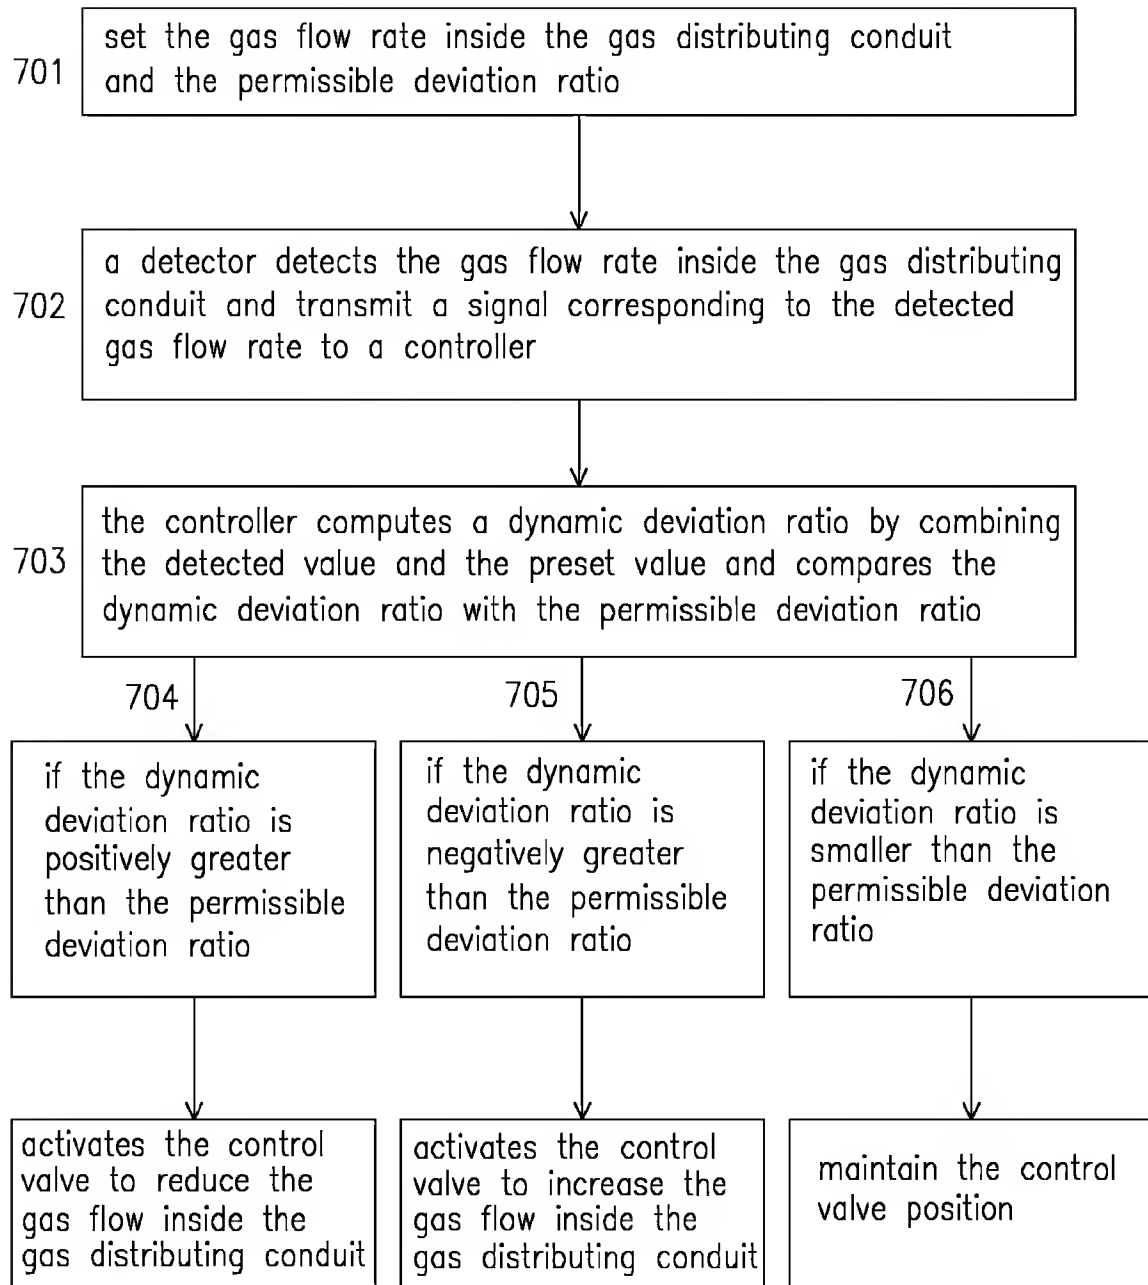 701
set the gas flow rate inside the gas distributing conduit
and the permissible deviation ratio
702
a detector detects the gas flow rate inside the gas distributing
conduit and transmit a signal corresponding to the detected
gas flow rate to a controller
703
the controller computes a dynamic deviation ratio by combining
the detected value and the preset value and compares the
dynamic deviation ratio with the permissible deviation ratio
704
if the dynamic
deviation ratio is
positively greater
than the permissible
deviation ratio
705
if the dynamic
deviation ratio is
negatively greater
than the permissible
deviation ratio
706
if the dynamic
deviation ratio is
smaller than the
permissible deviation
ratio
activates the control
valve to reduce the
gas flow inside the
gas distributing conduit
activates the control
valve to increase the
gas flow inside the
gas distributing conduit
maintain the control
valve position